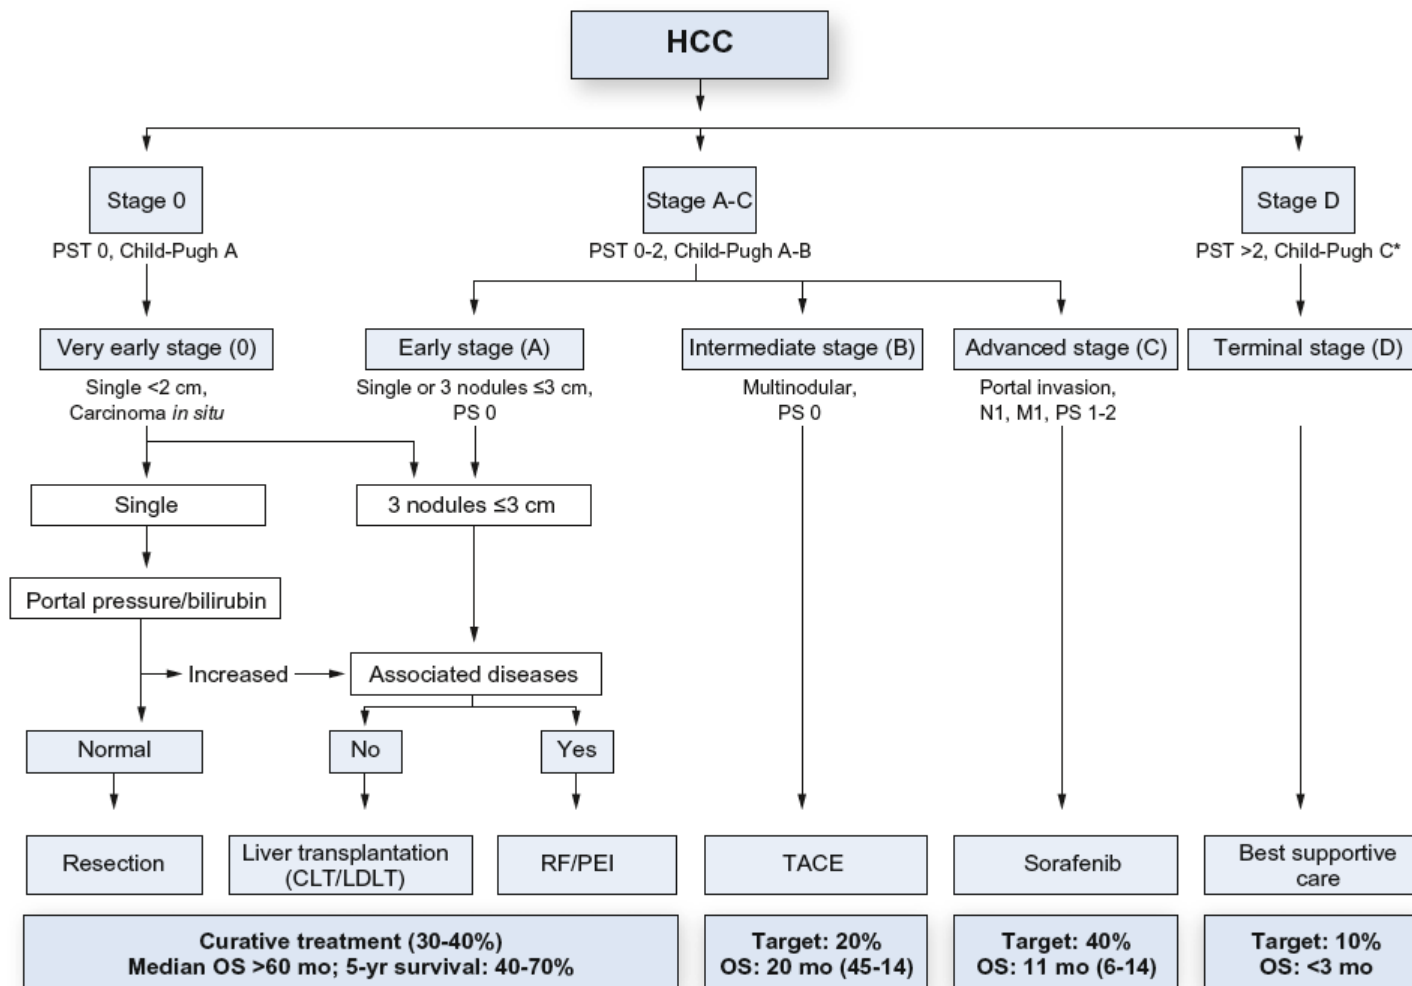 HCC
Stage 0
Stage A-C
Stage D
PST 0, Child-Pugh A
PST 0-2, Child-Pugh A-B
PST >2, Child-Pugh C*
Very early stage (0)
Early stage (A)
Intermediate stage (B)
Advanced stage (C)
Terminal stage (D)
Single <2 cm,
Carcinoma in situ
Single or 3 nodules ≤3 cm,
PS 0
Multinodular,
PS 0
Portal invasion,
N1, M1, PS 1-2
Single
3 nodules ≤3 cm
Portal pressure/bilirubin
Increased
Associated diseases
Normal
No
Yes
Resection
Liver transplantation
(CLT/LDLT)
RF/PEI
TACE
Sorafenib
Best supportive
care
Curative treatment (30-40%)
Median OS >60 mo; 5-yr survival: 40-70%
Target: 20%
OS: 20 mo (45-14)
Target: 40%
OS: 11 mo (6-14)
Target: 10%
OS: <3 mo